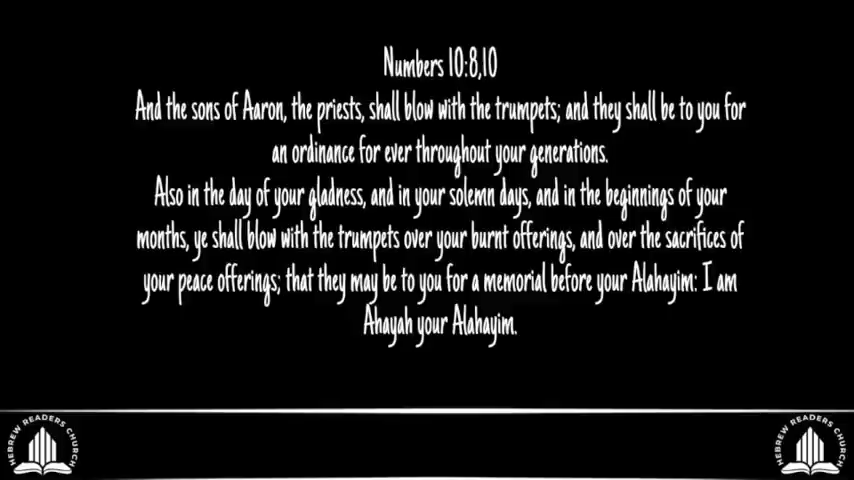 Numbers 10:8,10
And the sons of Aaron, the priests, shall blow with the trumpets; and they shall be to you for
an ordinance for ever throughout your generations.
Also in the day of your gladness, and in your solemn days, and in the beginnings of your
months, ye shall blow with the trumpets over your burnt offerings, and over the sacrifices of
your peace offerings; that they may be to you for a memorial before your Alahayim: I am
Ahayah your Alahayim.
HEBREW READERS CHURCH
HEBREW READERS CHURCH